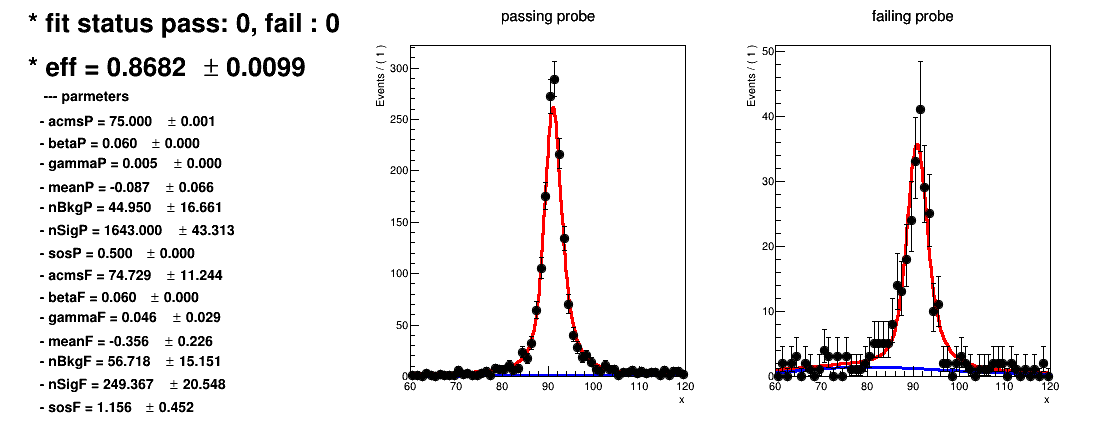 * fit status pass: 0, fail : 0
* eff = 0.8682 ± 0.0099
--- parmeters
- acmsP = 75.000 ± 0.001
- betaP = 0.060 ± 0.000
- gammaP = 0.005 ± 0.000
- meanP = -0.087 ± 0.066
- nBkgP = 44.950 ± 16.661
- nSigP = 1643.000 ± 43.313
- sosP = 0.500 ± 0.000
- acmsF = 74.729 ± 11.244
- betaF = 0.060 ± 0.000
- gammaF = 0.046 ± 0.029
- meanF = -0.356 ± 0.226
- nBkgF = 56.718 ± 15.151
- nSigF = 249.367 ± 20.548
- sosF = 1.156 ± 0.452
passing probe
Events / ( 1 )
300
250
200
150
100
50
0
60 70 80 90 100 110 120
x
failing probe
Events / ( 1 )
50
40
30
20
10
0
60 70 80 90 100 110 120
x